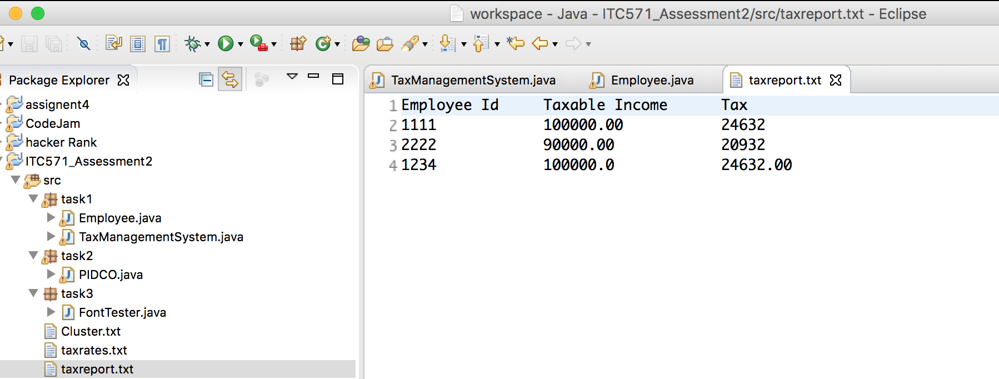 workspace - Java - ITC571_Assessment2/src/taxreport.txt - Eclipse
Package Explorer
assignent4
CodeJam
hacker Rank
ITC571_Assessment2
src
task1
Employee.java
TaxManagementSystem.java
task2
PIDCO.java
task3
FontTester.java
Cluster.txt
taxrates.txt
taxreport.txt
TaxManagementSystem.java Employee.java taxreport.txt
1 Employee Id Taxable Income Tax
2 1111 100000.00 24632
3 2222 90000.00 20932
4 1234 100000.0 24632.00